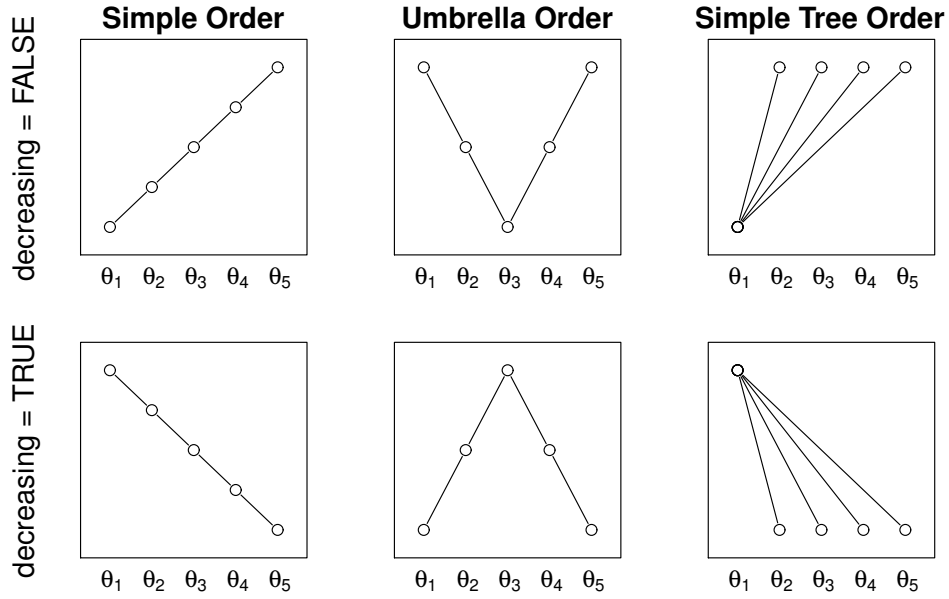 Simple Order
Umbrella Order
Simple Tree Order
decreasing = FALSE
θ1 θ2 θ3 θ4 θ5
θ1 θ2 θ3 θ4 θ5
θ1 θ2 θ3 θ4 θ5
decreasing = TRUE
θ1 θ2 θ3 θ4 θ5
θ1 θ2 θ3 θ4 θ5
θ1 θ2 θ3 θ4 θ5